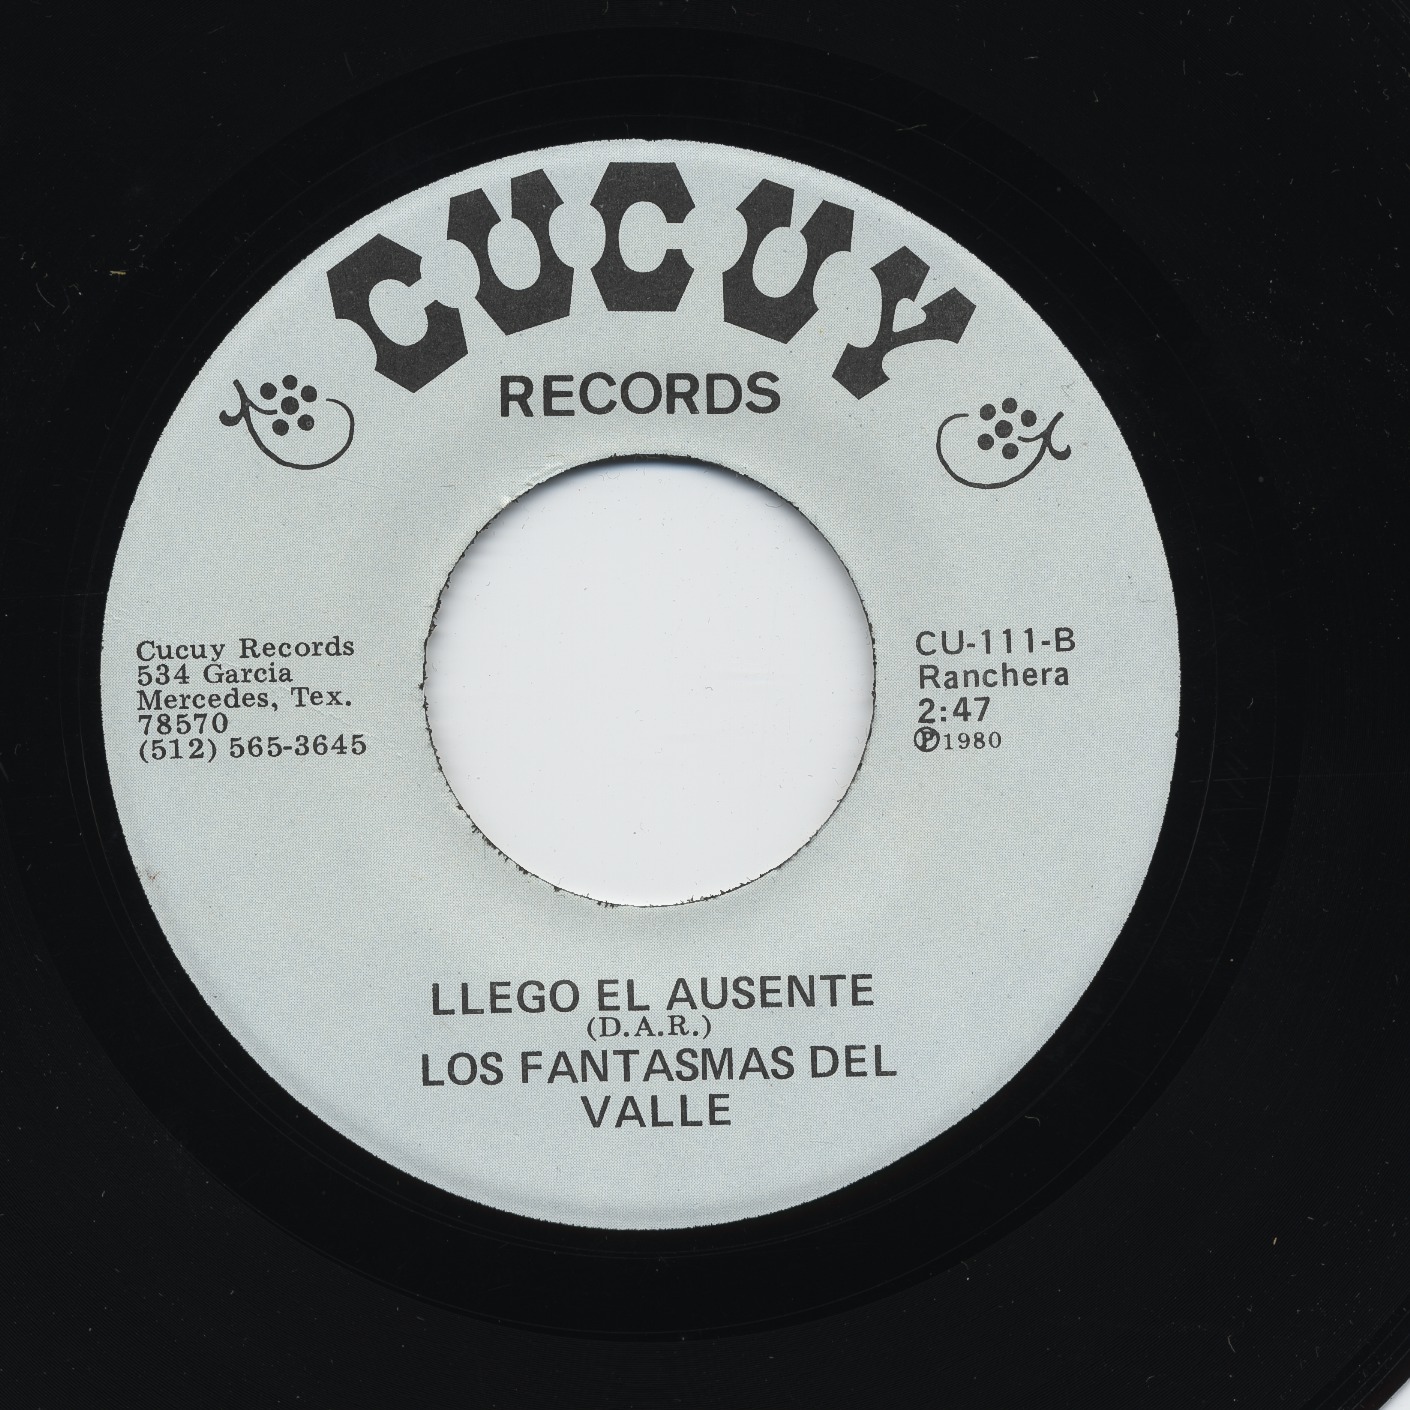 CUCUY
RECORDS
Cucuy Records
534 Garcia
Mercedes, Tex.
78570
(512) 565-3645
CU-111-B
Ranchera
2:47
Ⓟ1980
LLEGO EL AUSENTE
(D.A.R.)
LOS FANTASMAS DEL
VALLE